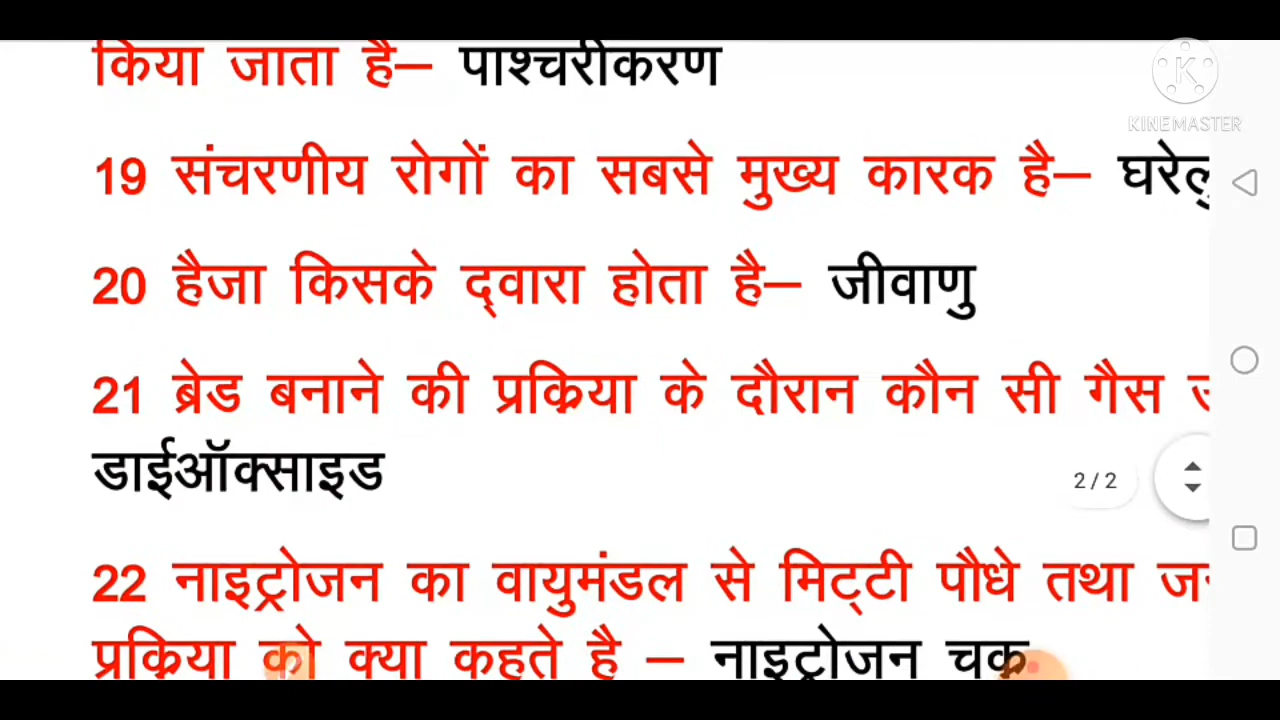 किया जाता है– पाश्चरीकरण
KINEMASTER
19 संचरणीय रोगों का सबसे मुख्य कारक है–
20 हैजा किसके द्वारा होता है– जीवाणु
21 ब्रेड बनाने की प्रक्रिया के दौरान कौन सी गैस
डाईऑक्साइड
2 / 2
22 नाइट्रोजन का वायुमंडल से मिट्टी पौधे तथा
प्रक्रिया को क्या कहते है – नाइट्रोजन चक्र